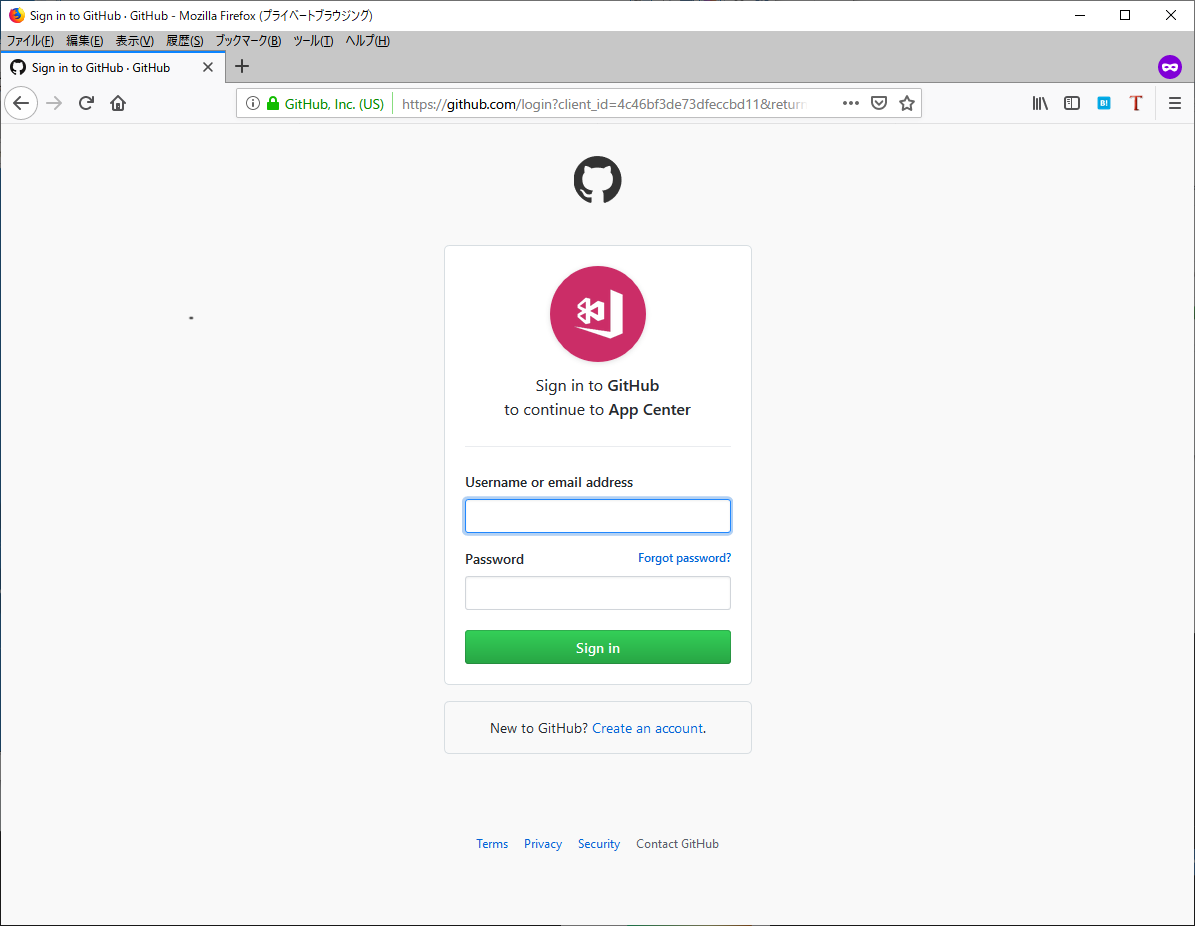 Sign in to GitHub · GitHub - Mozilla Firefox (プライベートブラウジング)
ファイル(F) 編集(E) 表示(V) 履歴(S) ブックマーク(B) ツール(T) ヘルプ(H)
Sign in to GitHub · GitHub
GitHub, Inc. (US) https://github.com/login?client_id=4c46bf3de73dfeccbd11&return
B!
T
Sign in to GitHub
to continue to App Center
Username or email address
Password Forgot password?
Sign in
New to GitHub? Create an account.
Terms Privacy Security Contact GitHub